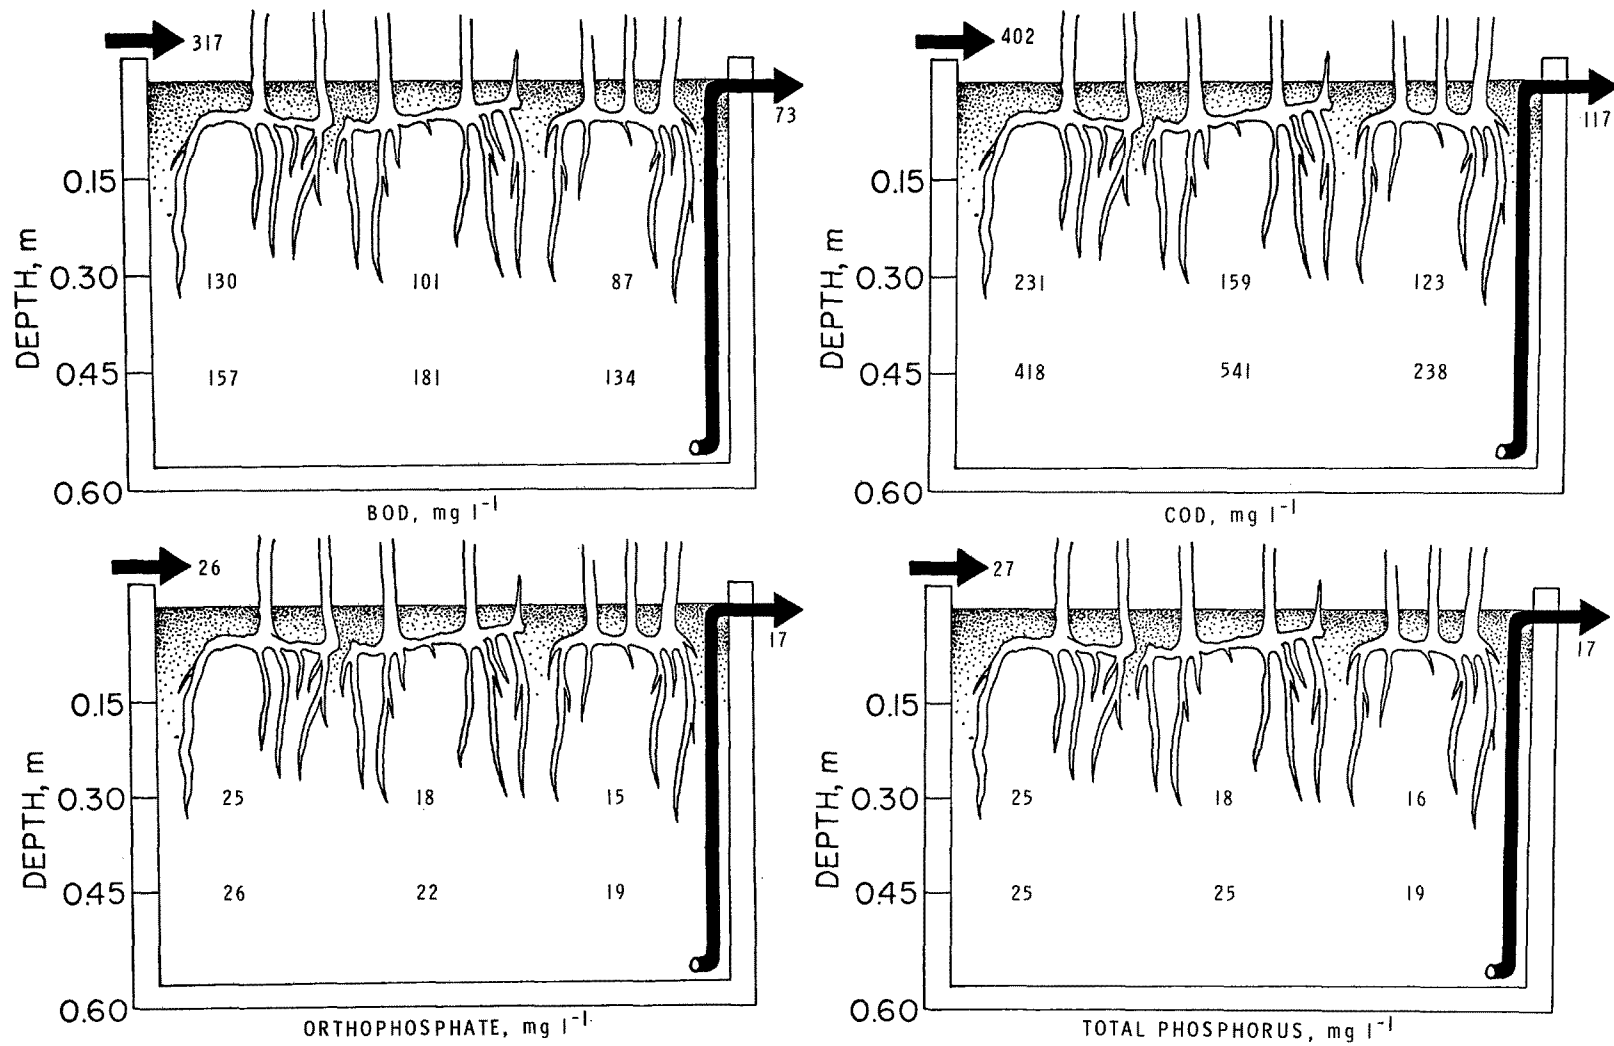 317
73
0.15
0.30
0.45
0.60
DEPTH, m
130 101 87
157 181 134
BOD, mg l⁻¹
402
117
0.15
0.30
0.45
0.60
DEPTH, m
231 159 123
418 541 238
COD, mg l⁻¹
26
17
0.15
0.30
0.45
0.60
DEPTH, m
25 18 15
26 22 19
ORTHOPHOSPHATE, mg l⁻¹
27
17
0.15
0.30
0.45
0.60
DEPTH, m
25 18 16
25 25 19
TOTAL PHOSPHORUS, mg l⁻¹